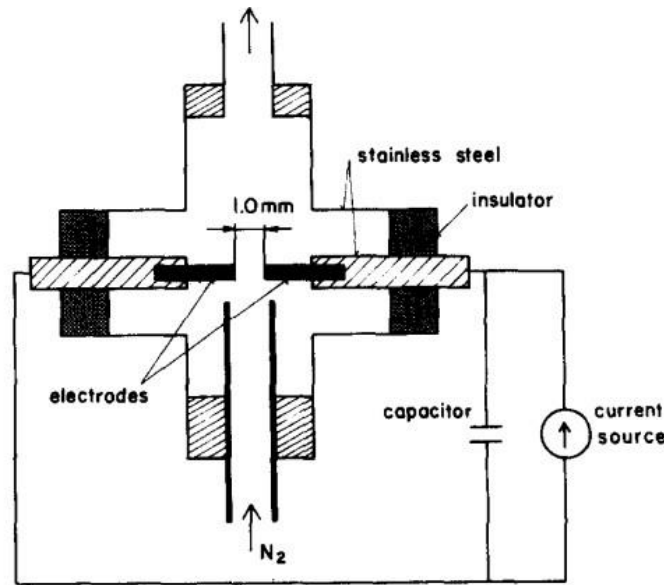 stainless steel
1.0mm
insulator
electrodes
capacitor
current
source
N₂